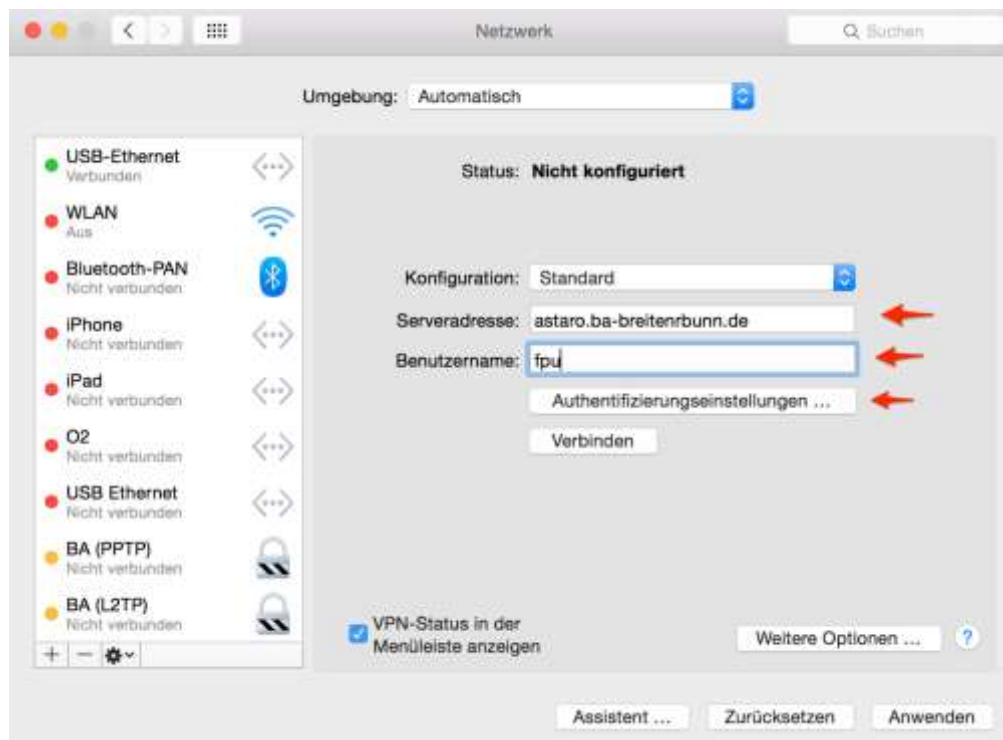 Netzwerk
Suchen
Umgebung: Automatisch
USB-Ethernet
Verbunden
WLAN
Aus
Bluetooth-PAN
Nicht verbunden
iPhone
Nicht verbunden
iPad
Nicht verbunden
O2
Nicht verbunden
USB Ethernet
Nicht verbunden
BA (PPTP)
Nicht verbunden
BA (L2TP)
Nicht verbunden
Status: Nicht konfiguriert
Konfiguration: Standard
Serveradresse: astaro.ba-breitenrbunn.de
Benutzername: fpu
Authentifizierungseinstellungen ...
Verbinden
VPN-Status in der
Menüleiste anzeigen
Weitere Optionen ... ?
Assistent ... Zurücksetzen Anwenden